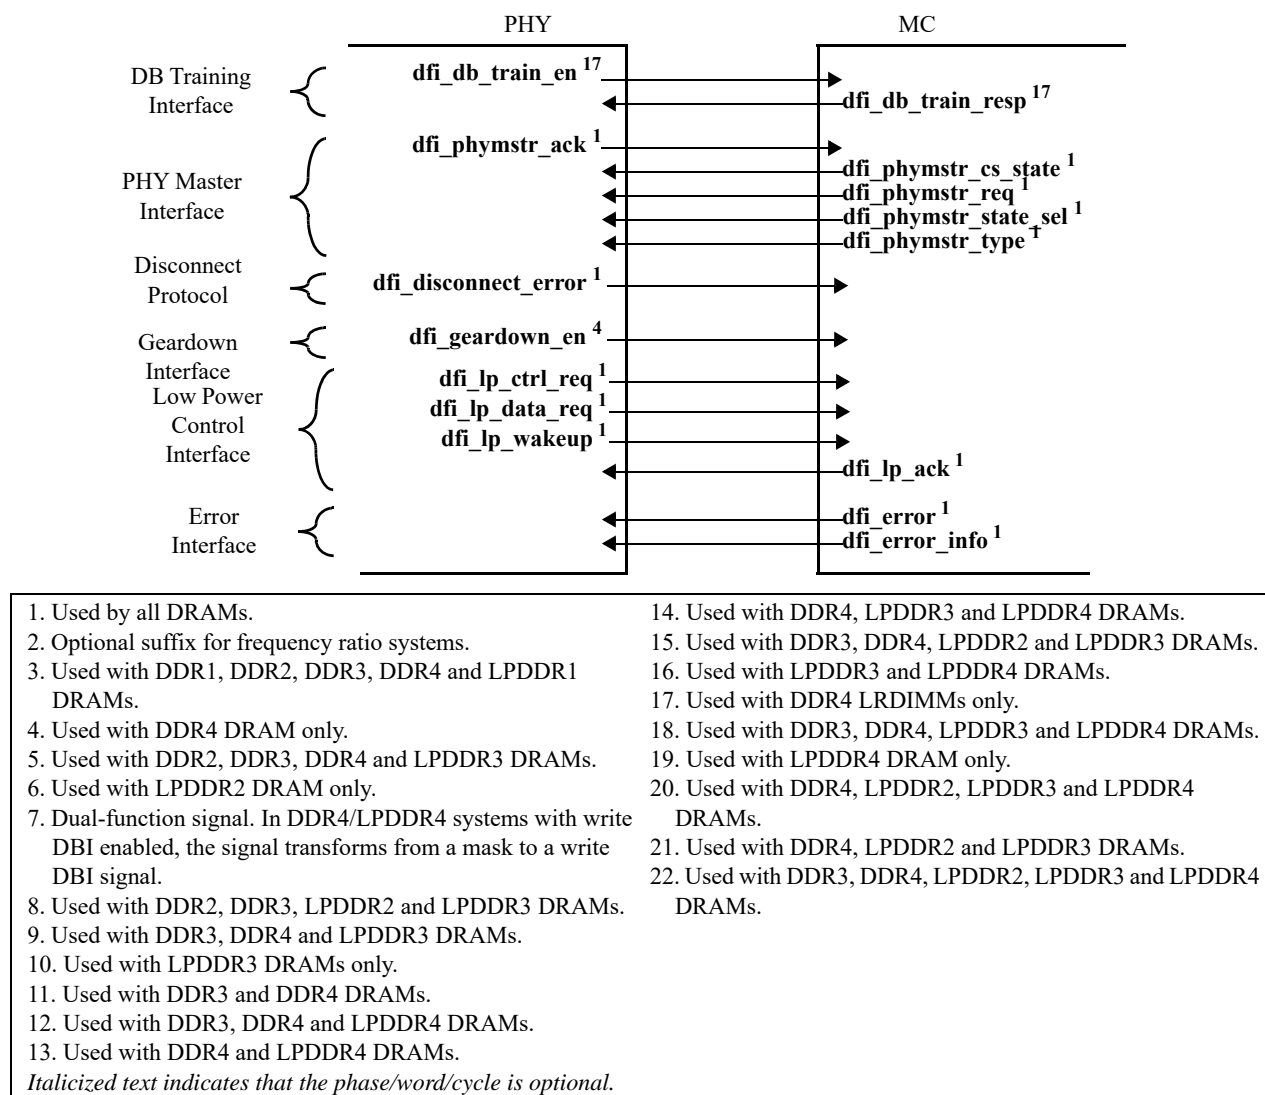 PHY MC
DB Training
Interface
dfi_db_train_en 17
dfi_db_train_resp 17
PHY Master
Interface
dfi_phymstr_ack 1
dfi_phymstr_cs_state 1
dfi_phymstr_req 1
dfi_phymstr_state_sel 1
dfi_phymstr_type 1
Disconnect
Protocol
dfi_disconnect_error 1
Geardown
Interface
dfi_geardown_en 4
Low Power
Control
Interface
dfi_lp_ctrl_req 1
dfi_lp_data_req 1
dfi_lp_wakeup 1
dfi_lp_ack 1
Error
Interface
dfi_error 1
dfi_error_info 1
1. Used by all DRAMs.
2. Optional suffix for frequency ratio systems.
3. Used with DDR1, DDR2, DDR3, DDR4 and LPDDR1
DRAMs.
4. Used with DDR4 DRAM only.
5. Used with DDR2, DDR3, DDR4 and LPDDR3 DRAMs.
6. Used with LPDDR2 DRAM only.
7. Dual-function signal. In DDR4/LPDDR4 systems with write
DBI enabled, the signal transforms from a mask to a write
DBI signal.
8. Used with DDR2, DDR3, LPDDR2 and LPDDR3 DRAMs.
9. Used with DDR3, DDR4 and LPDDR3 DRAMs.
10. Used with LPDDR3 DRAMs only.
11. Used with DDR3 and DDR4 DRAMs.
12. Used with DDR3, DDR4 and LPDDR4 DRAMs.
13. Used with DDR4 and LPDDR4 DRAMs.
Italicized text indicates that the phase/word/cycle is optional.
14. Used with DDR4, LPDDR3 and LPDDR4 DRAMs.
15. Used with DDR3, DDR4, LPDDR2 and LPDDR3 DRAMs.
16. Used with LPDDR3 and LPDDR4 DRAMs.
17. Used with DDR4 LRDIMMs only.
18. Used with DDR3, DDR4, LPDDR3 and LPDDR4 DRAMs.
19. Used with LPDDR4 DRAM only.
20. Used with DDR4, LPDDR2, LPDDR3 and LPDDR4
DRAMs.
21. Used with DDR4, LPDDR2 and LPDDR3 DRAMs.
22. Used with DDR3, DDR4, LPDDR2, LPDDR3 and LPDDR4
DRAMs.